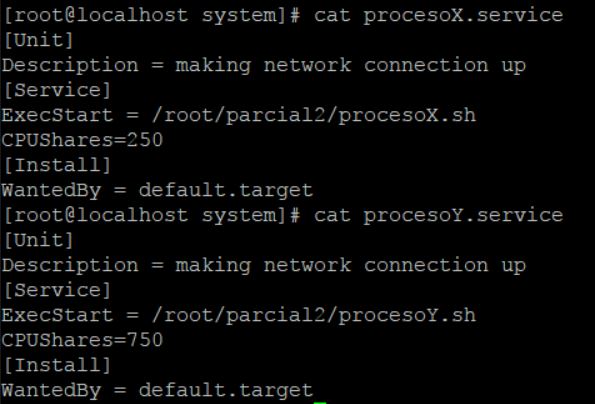 [root@localhost system]# cat procesoX.service
[Unit]
Description = making network connection up
[Service]
ExecStart = /root/parcial2/procesoX.sh
CPUShares=250
[Install]
WantedBy = default.target
[root@localhost system]# cat procesoY.service
[Unit]
Description = making network connection up
[Service]
ExecStart = /root/parcial2/procesoY.sh
CPUShares=750
[Install]
WantedBy = default.target